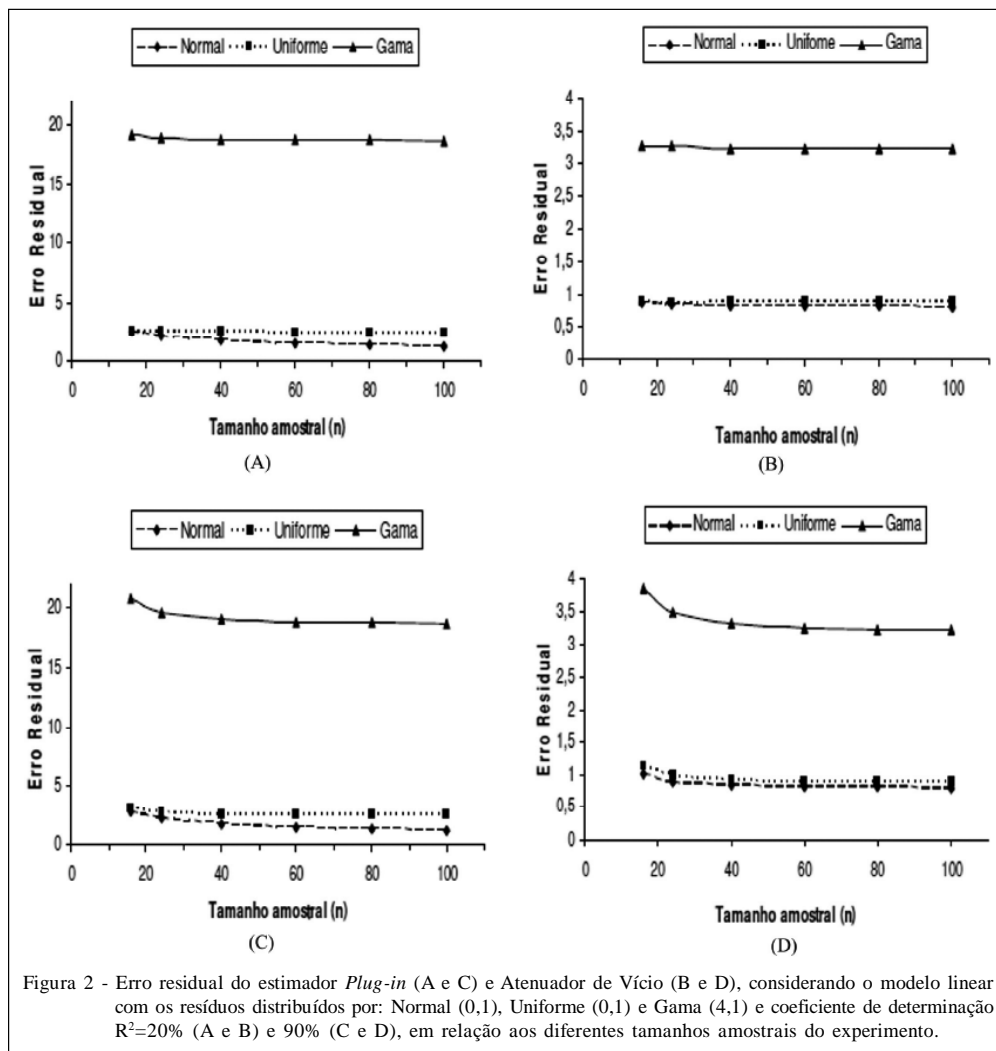 Normal Uniforme Gama
20
15
10
5
0
Erro Residual
0 20 40 60 80 100
Tamanho amostral (n)
(A)
Normal Unifome Gama
4
3,5
3
2,5
2
1,5
1
0,5
0
Erro Residual
0 20 40 60 80 100
Tamanho amostral (n)
(B)
Normal Uniforme Gama
20
15
10
5
0
Erro Residual
0 20 40 60 80 100
Tamanho amostral (n)
(C)
Normal Uniforme Gama
4
3,5
3
2,5
2
1,5
1
0,5
0
Erro Residual
0 20 40 60 80 100
Tamanho amostral (n)
(D)
Figura 2 - Erro residual do estimador Plug-in (A e C) e Atenuador de Vício (B e D), considerando o modelo linear
com os resíduos distribuídos por: Normal (0,1), Uniforme (0,1) e Gama (4,1) e coeficiente de determinação
R²=20% (A e B) e 90% (C e D), em relação aos diferentes tamanhos amostrais do experimento.